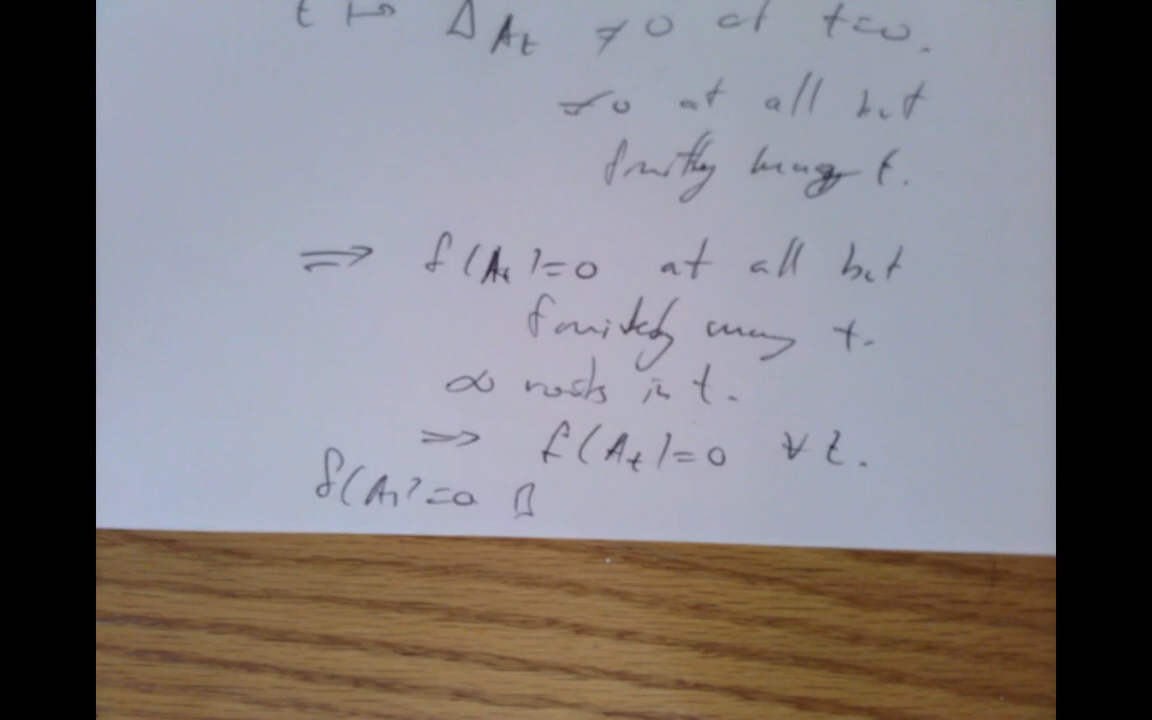 t ↦ Δ_{A_t} ≠ 0 at t=0.
≠ 0 at all but
finitely many t.
⇒ f(A_t)=0 at all but
finitely many t.
∞ roots in t.
⇒ f(A_t)=0 ∀ t.
f(A_1)=0 □